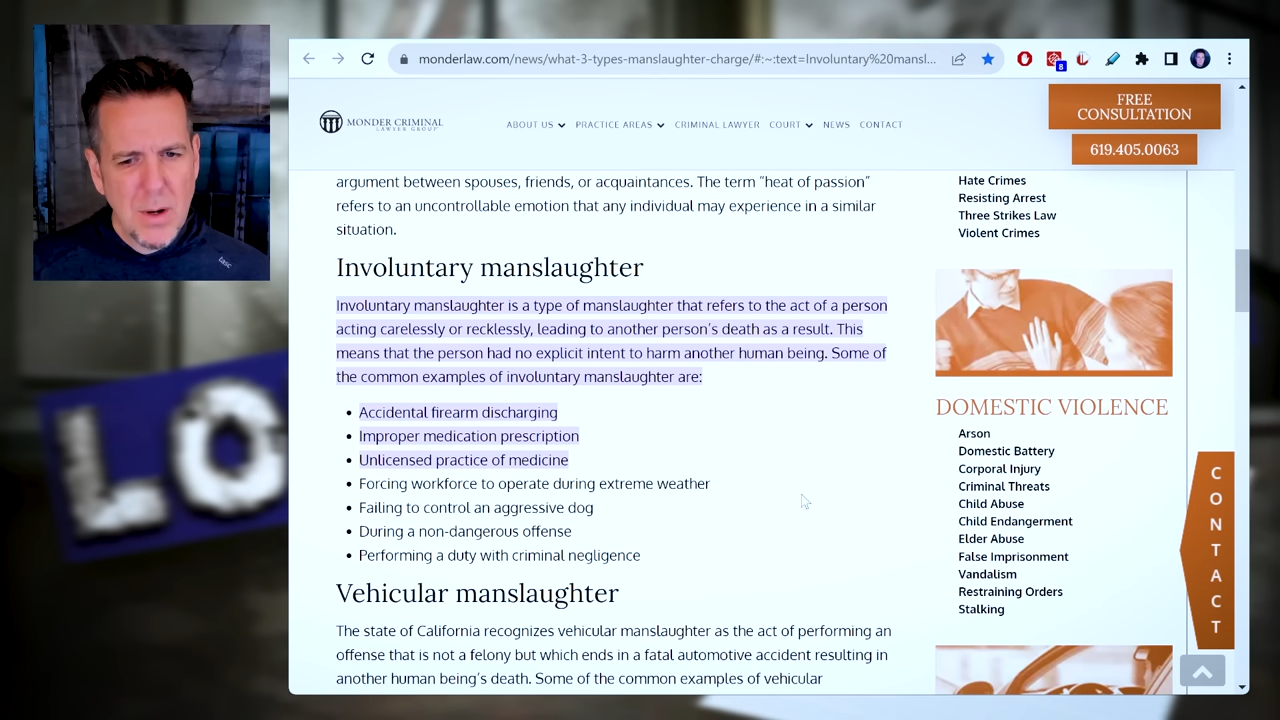 monderlaw.com/news/what-3-types-manslaughter-charge/#:~:text=Involuntary%20mansl...
B
FREE
CONSULTATION
619.405.0063
MONDER CRIMINAL
LAWYER GROUP
ABOUT US PRACTICE AREAS CRIMINAL LAWYER COURT NEWS CONTACT
argument between spouses, friends, or acquaintances. The term “heat of passion”
refers to an uncontrollable emotion that any individual may experience in a similar
situation.
Involuntary manslaughter
Involuntary manslaughter is a type of manslaughter that refers to the act of a person
acting carelessly or recklessly, leading to another person’s death as a result. This
means that the person had no explicit intent to harm another human being. Some of
the common examples of involuntary manslaughter are:
• Accidental firearm discharging
• Improper medication prescription
• Unlicensed practice of medicine
• Forcing workforce to operate during extreme weather
• Failing to control an aggressive dog
• During a non-dangerous offense
• Performing a duty with criminal negligence
Vehicular manslaughter
The state of California recognizes vehicular manslaughter as the act of performing an
offense that is not a felony but which ends in a fatal automotive accident resulting in
another human being’s death. Some of the common examples of vehicular
Hate Crimes
Resisting Arrest
Three Strikes Law
Violent Crimes
DOMESTIC VIOLENCE
Arson
Domestic Battery
Corporal Injury
Criminal Threats
Child Abuse
Child Endangerment
Elder Abuse
False Imprisonment
Vandalism
Restraining Orders
Stalking
CONTACT
tasc
LO